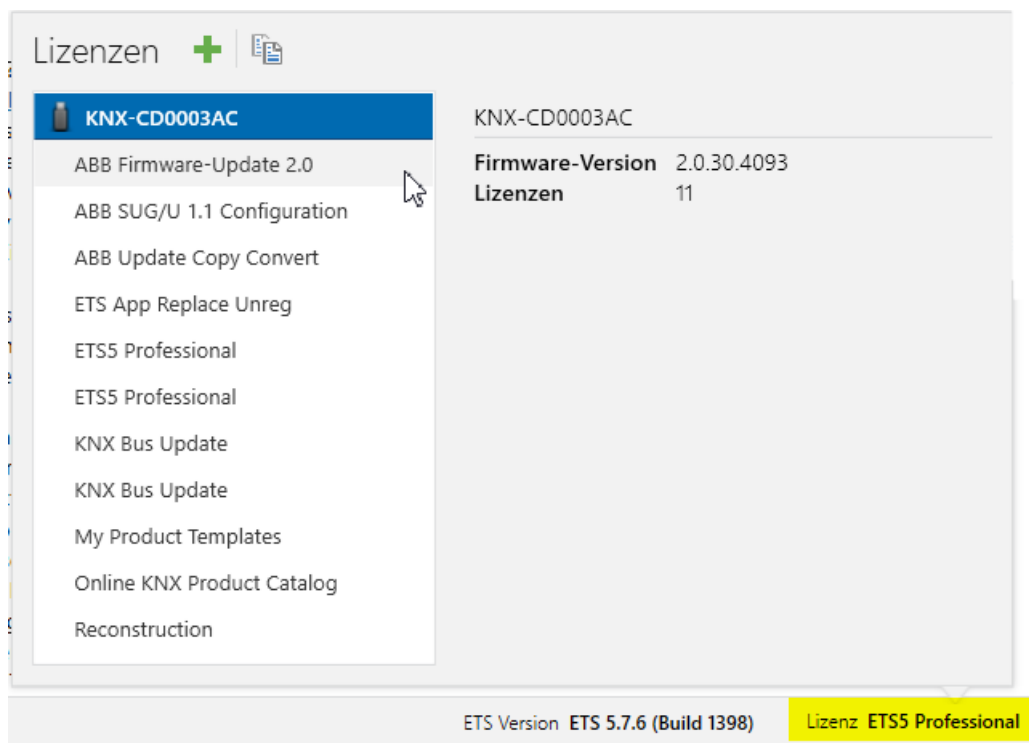 Lizenzen
KNX-CD0003AC
ABB Firmware-Update 2.0
ABB SUG/U 1.1 Configuration
ABB Update Copy Convert
ETS App Replace Unreg
ETS5 Professional
ETS5 Professional
KNX Bus Update
KNX Bus Update
My Product Templates
Online KNX Product Catalog
Reconstruction
KNX-CD0003AC
Firmware-Version 2.0.30.4093
Lizenzen 11
ETS Version ETS 5.7.6 (Build 1398) Lizenz ETS5 Professional